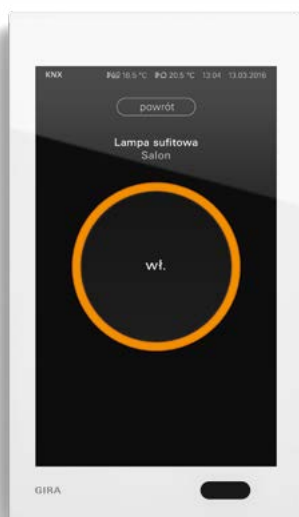 KNX 16.5 °C 20.5 °C 13:04 13.03.2016
powrót
Lampa sufitowa
Salon
wł.
GIRA